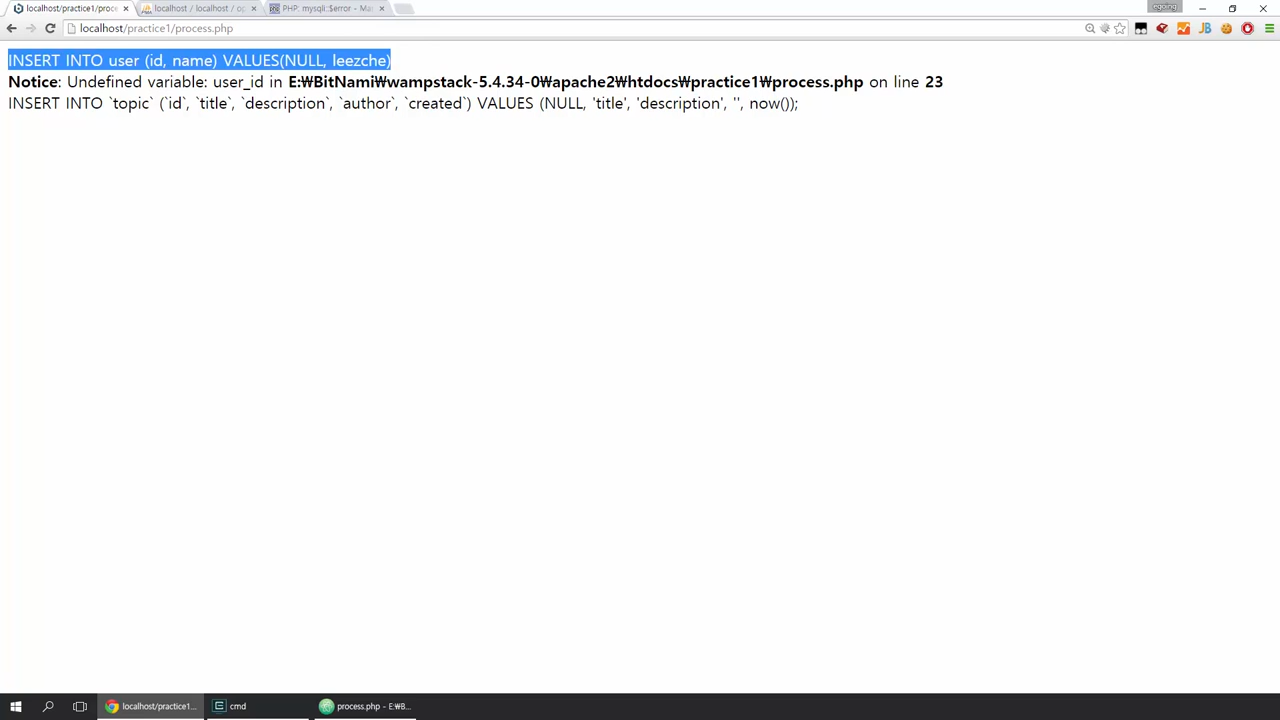 localhost/practice1/proce
localhost / localhost / op
PHP: mysqli::$error - Ma
egoing
localhost/practice1/process.php
JB
INSERT INTO user (id, name) VALUES(NULL, leezche)
Notice: Undefined variable: user_id in E:₩BitNami₩wampstack-5.4.34-0₩apache2₩htdocs₩practice1₩process.php on line 23
INSERT INTO `topic` (`id`, `title`, `description`, `author`, `created`) VALUES (NULL, 'title', 'description', '', now());
localhost/practice1...
cmd
process.php - E:₩B...